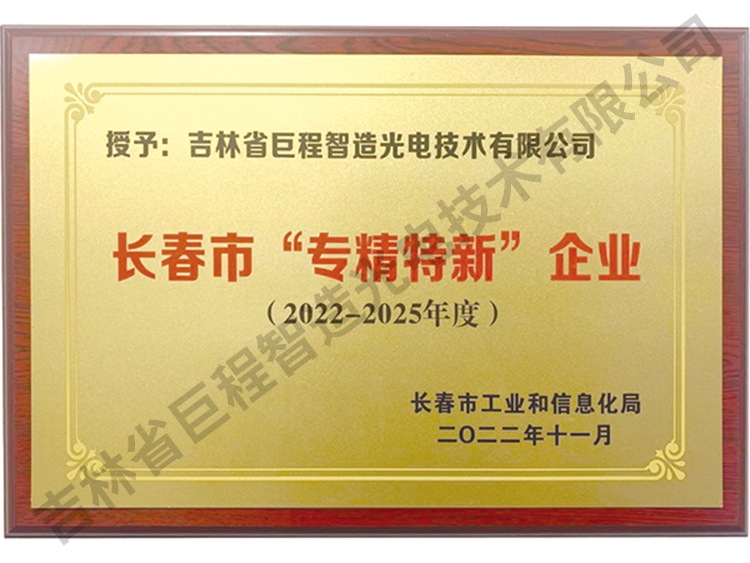 授予：吉林省巨程智造光电技术有限公司
长春市“专精特新”企业
（2022-2025年度）
长春市工业和信息化局
二〇二二年十一月
吉林省巨程智造光电技术有限公司